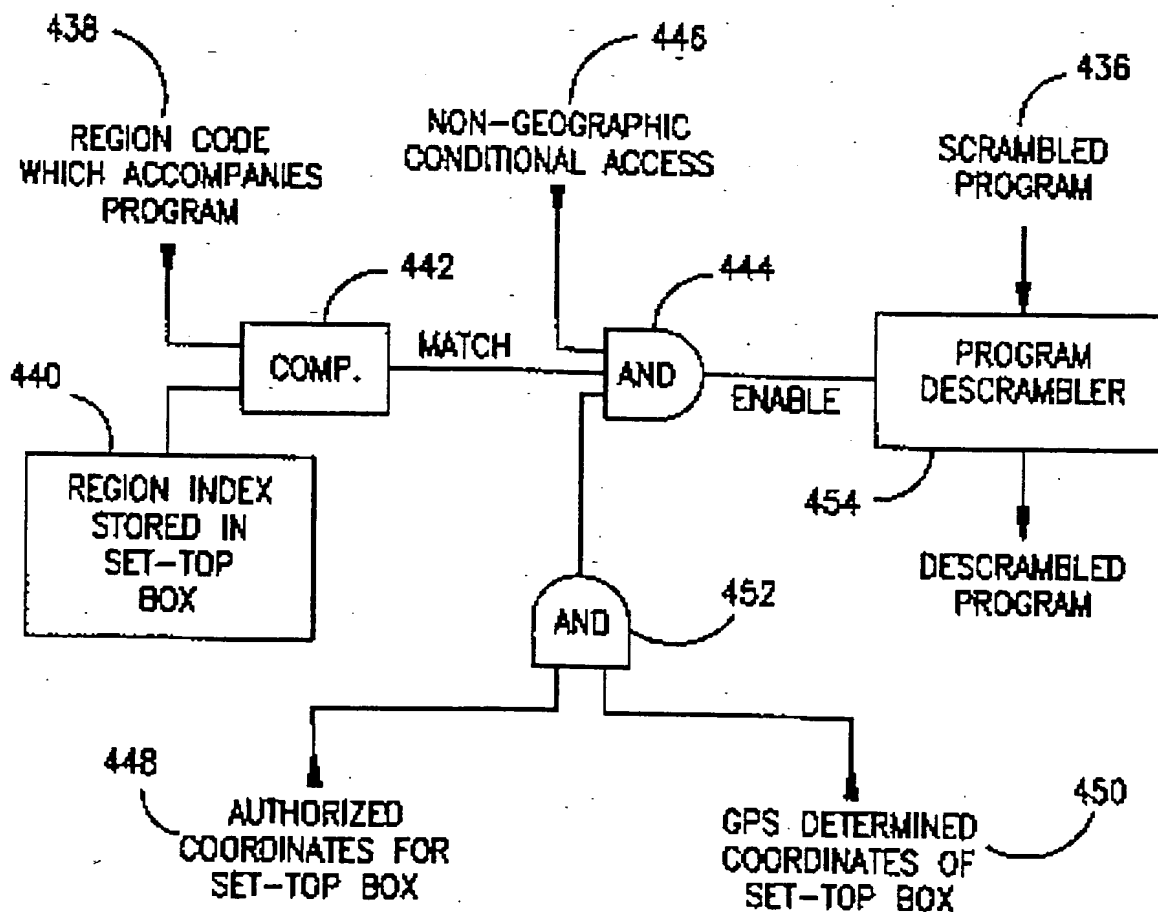 438
REGION CODE
WHICH ACCOMPANIES
PROGRAM
446
NON-GEOGRAPHIC
CONDITIONAL ACCESS
436
SCRAMBLED
PROGRAM
442
COMP.
MATCH
444
AND
ENABLE
PROGRAM
DESCRAMBLER
454
DESCRAMBLED
PROGRAM
440
REGION INDEX
STORED IN
SET-TOP
BOX
AND
452
448
AUTHORIZED
COORDINATES FOR
SET-TOP BOX
450
GPS DETERMINED
COORDINATES OF
SET-TOP BOX